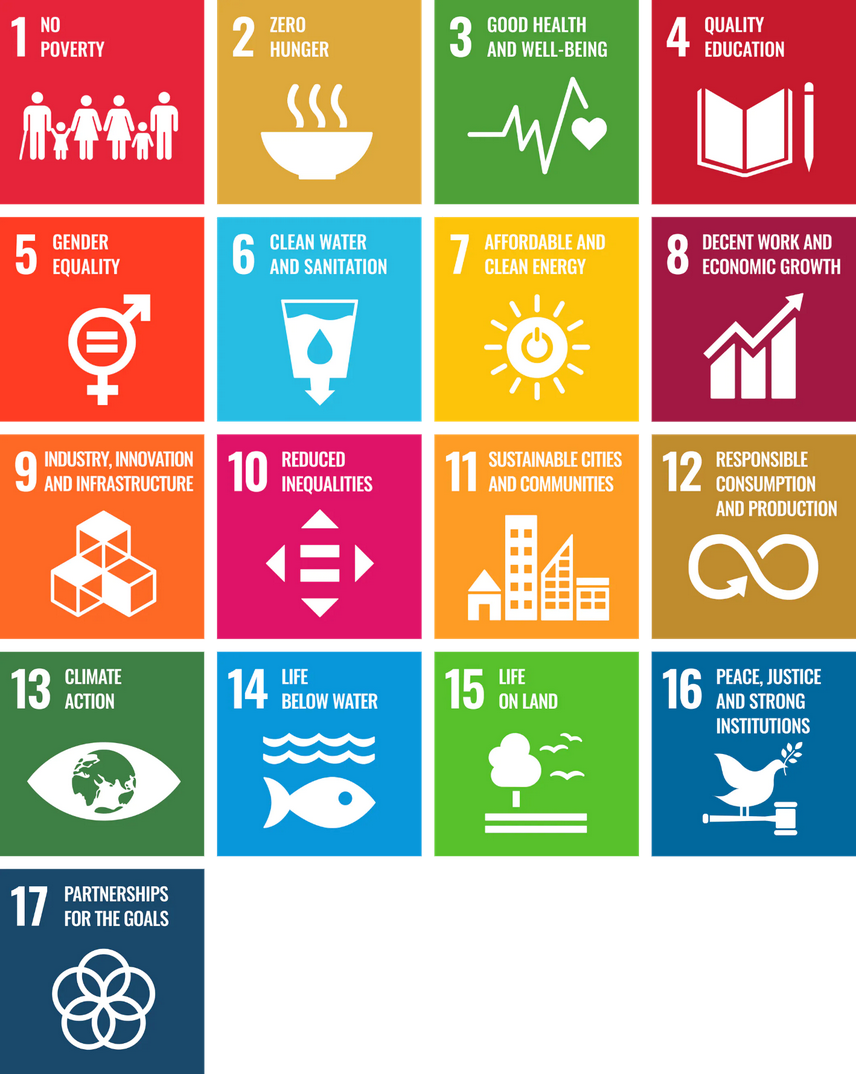 1 NO
POVERTY
2 ZERO
HUNGER
3 GOOD HEALTH
AND WELL-BEING
4 QUALITY
EDUCATION
5 GENDER
EQUALITY
6 CLEAN WATER
AND SANITATION
7 AFFORDABLE AND
CLEAN ENERGY
8 DECENT WORK AND
ECONOMIC GROWTH
9 INDUSTRY, INNOVATION
AND INFRASTRUCTURE
10 REDUCED
INEQUALITIES
11 SUSTAINABLE CITIES
AND COMMUNITIES
12 RESPONSIBLE
CONSUMPTION
AND PRODUCTION
13 CLIMATE
ACTION
14 LIFE
BELOW WATER
15 LIFE
ON LAND
16 PEACE, JUSTICE
AND STRONG
INSTITUTIONS
17 PARTNERSHIPS
FOR THE GOALS